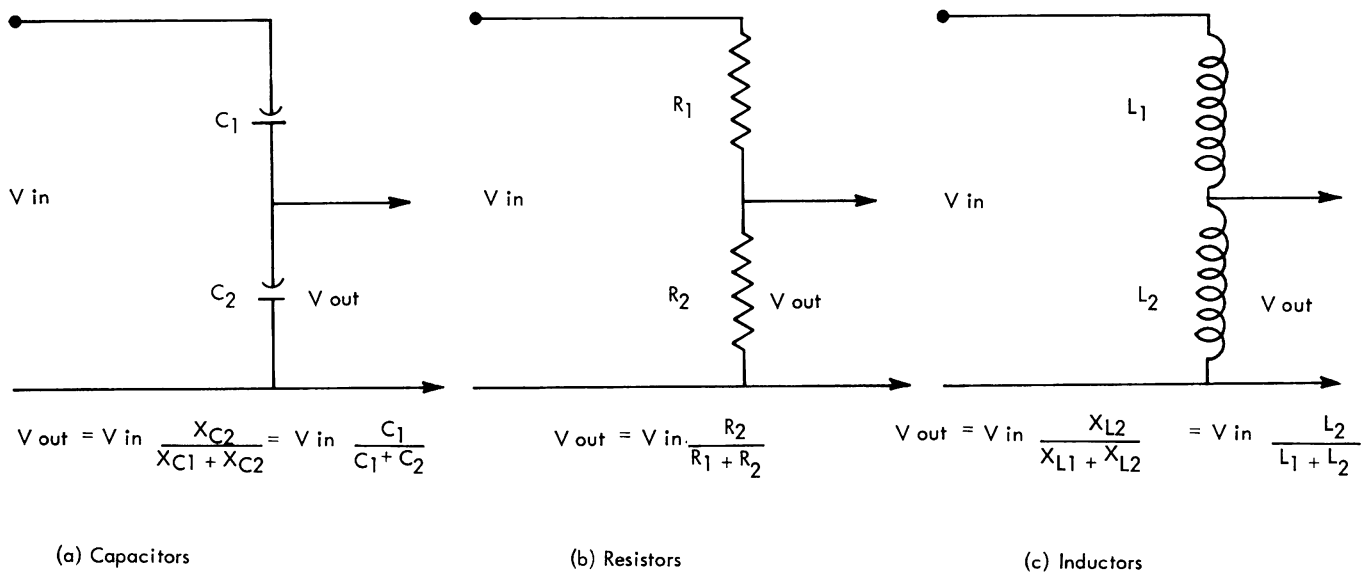 C1
V in
C2
V out
V out = V in XC2 / XC1 + XC2 = V in C1 / C1 + C2
(a) Capacitors
R1
V in
R2
V out
V out = V in . R2 / R1 + R2
(b) Resistors
L1
V in
L2
V out
V out = V in XL2 / XL1 + XL2 = V in L2 / L1 + L2
(c) Inductors